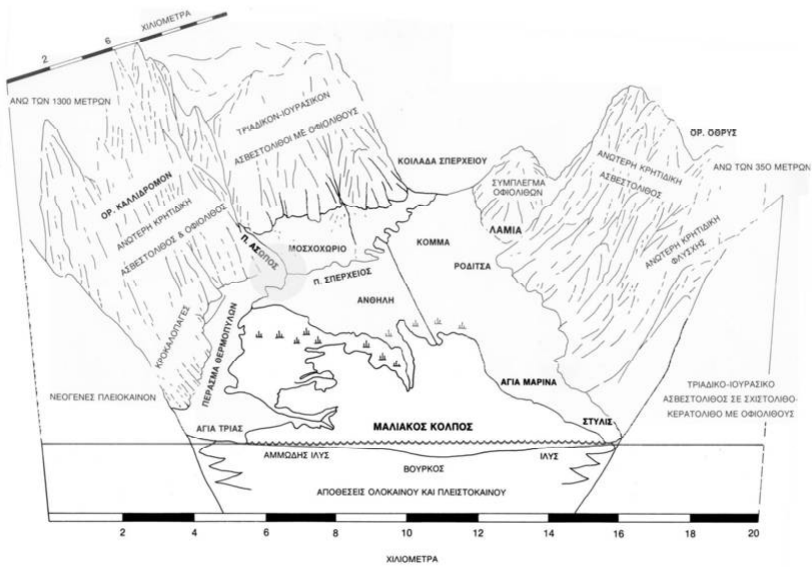 ΧΙΛΙΟΜΕΤΡΑ
2 6
ΑΝΩ ΤΩΝ 1300 ΜΕΤΡΩΝ
ΟΡ. ΚΑΛΛΙΔΡΟΜΟΝ
ΑΝΩΤΕΡΗ ΚΡΗΤΙΔΙΚΗ
ΑΣΒΕΣΤΟΛΙΘΟΣ & ΟΦΙΟΛΙΘΟΣ
ΤΡΙΑΔΙΚΟΝ-ΙΟΥΡΑΣΙΚΟΝ
ΑΣΒΕΣΤΟΛΙΘΟΙ ΜΕ ΟΦΙΟΛΙΘΟΥΣ
ΚΟΙΛΑΔΑ ΣΠΕΡΧΕΙΟΥ
ΣΥΜΠΛΕΓΜΑ
ΟΦΙΟΛΙΘΩΝ
ΑΝΩΤΕΡΗ ΚΡΗΤΙΔΙΚΗ
ΑΣΒΕΣΤΟΛΙΘΟΣ
ΟΡ. ΟΘΡΥΣ
ΑΝΩ ΤΩΝ 350 ΜΕΤΡΩΝ
ΑΝΩΤΕΡΗ ΚΡΗΤΙΔΙΚΗ
ΦΛΥΣΧΗΣ
ΛΑΜΙΑ
ΚΟΜΜΑ
ΡΟΔΙΤΣΑ
ΜΟΣΧΟΧΩΡΙΟ
Π. ΑΣΩΠΟΣ
Π. ΣΠΕΡΧΕΙΟΣ
ΑΝΘΗΛΗ
ΚΡΟΚΑΛΟΠΑΓΕΣ
ΠΕΡΑΣΜΑ ΘΕΡΜΟΠΥΛΩΝ
ΝΕΟΓΕΝΕΣ ΠΛΕΙΟΚΑΙΝΟΝ
ΑΓΙΑ ΜΑΡΙΝΑ
ΤΡΙΑΔΙΚΟ-ΙΟΥΡΑΣΙΚΟ
ΑΣΒΕΣΤΟΛΙΘΟΣ ΣΕ ΣΧΙΣΤΟΛΙΘΟ-
ΚΕΡΑΤΟΛΙΘΟ ΜΕ ΟΦΙΟΛΙΘΟΥΣ
ΑΓΙΑ ΤΡΙΑΣ
ΜΑΛΙΑΚΟΣ ΚΟΛΠΟΣ
ΣΤΥΛΙΣ
ΑΜΜΩΔΗΣ ΙΛΥΣ
ΒΟΥΡΚΟΣ
ΙΛΥΣ
ΑΠΟΘΕΣΕΙΣ ΟΛΟΚΑΙΝΟΥ ΚΑΙ ΠΛΕΙΣΤΟΚΑΙΝΟΥ
2 4 6 8 10 12 14 16 18 20
ΧΙΛΙΟΜΕΤΡΑ